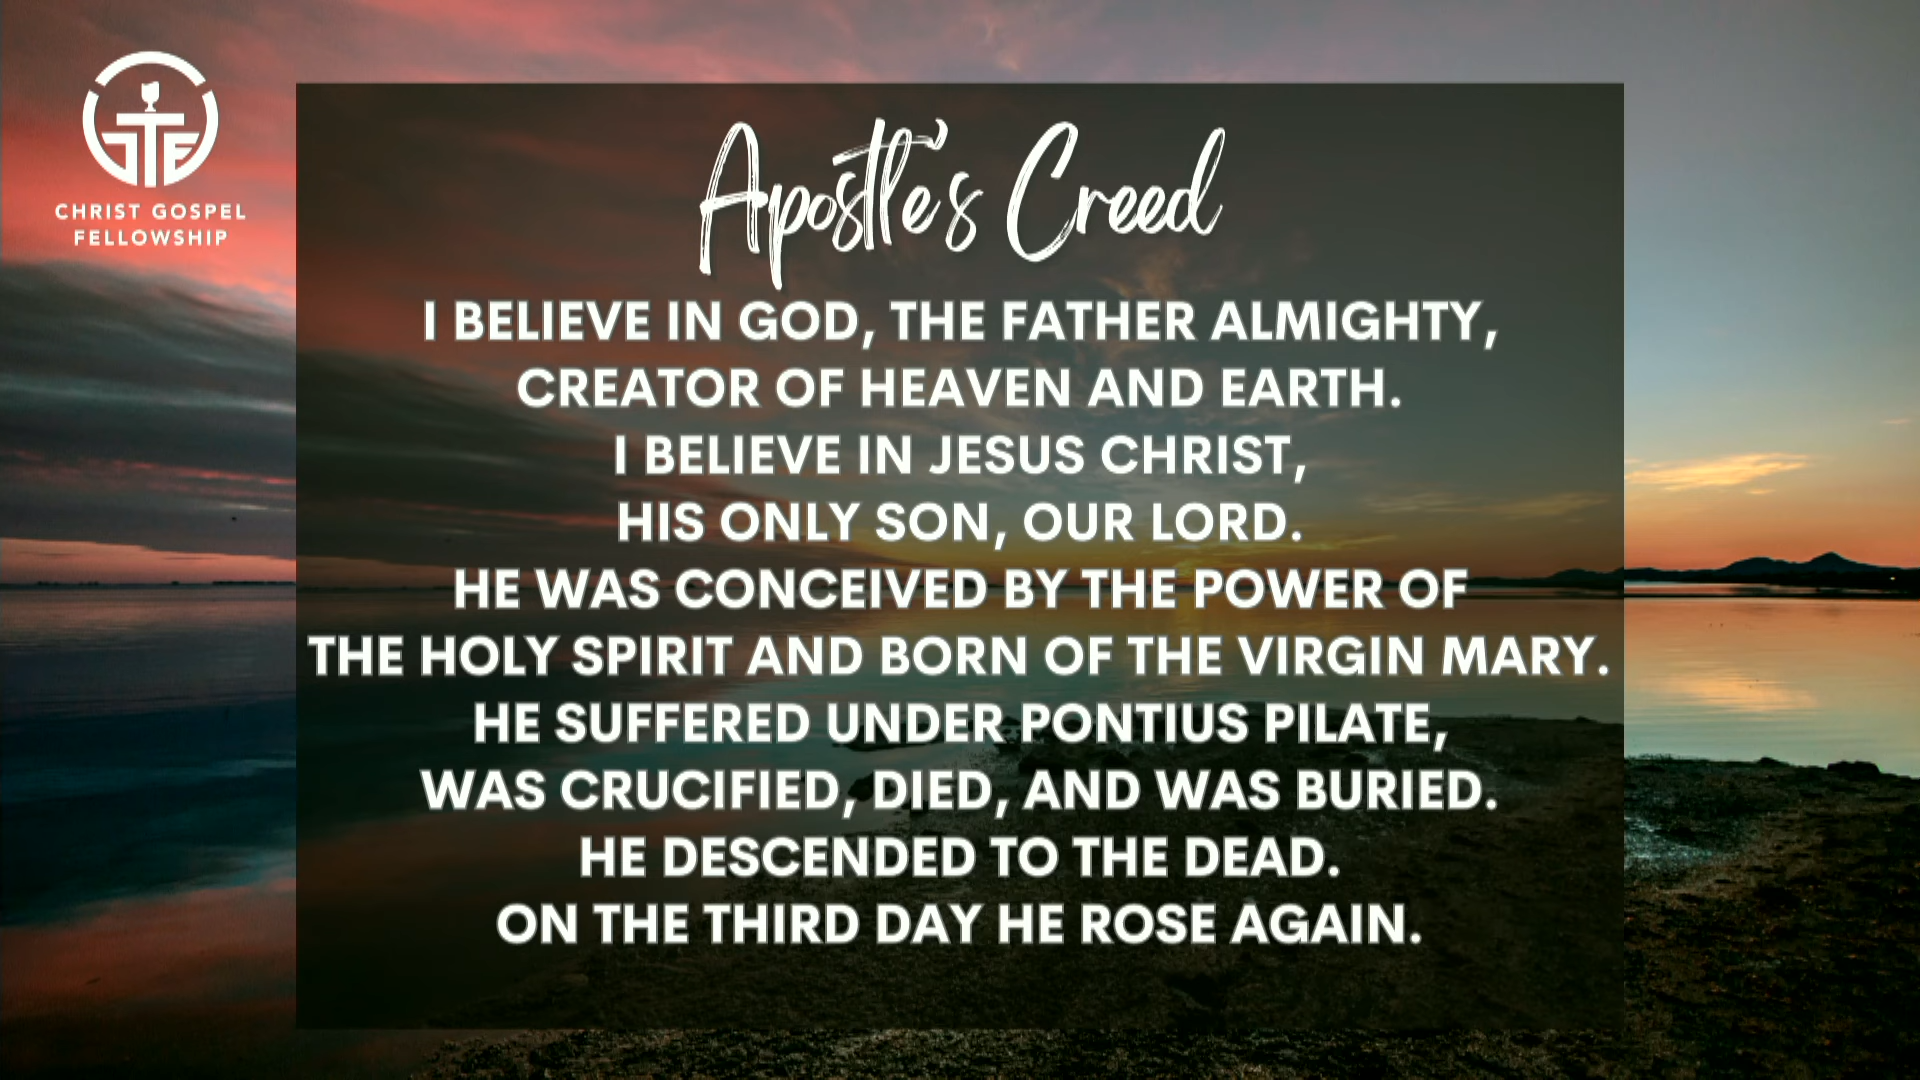 CHRIST GOSPEL
FELLOWSHIP
Apostle's Creed
I BELIEVE IN GOD, THE FATHER ALMIGHTY,
CREATOR OF HEAVEN AND EARTH.
I BELIEVE IN JESUS CHRIST,
HIS ONLY SON, OUR LORD.
HE WAS CONCEIVED BY THE POWER OF
THE HOLY SPIRIT AND BORN OF THE VIRGIN MARY.
HE SUFFERED UNDER PONTIUS PILATE,
WAS CRUCIFIED, DIED, AND WAS BURIED.
HE DESCENDED TO THE DEAD.
ON THE THIRD DAY HE ROSE AGAIN.